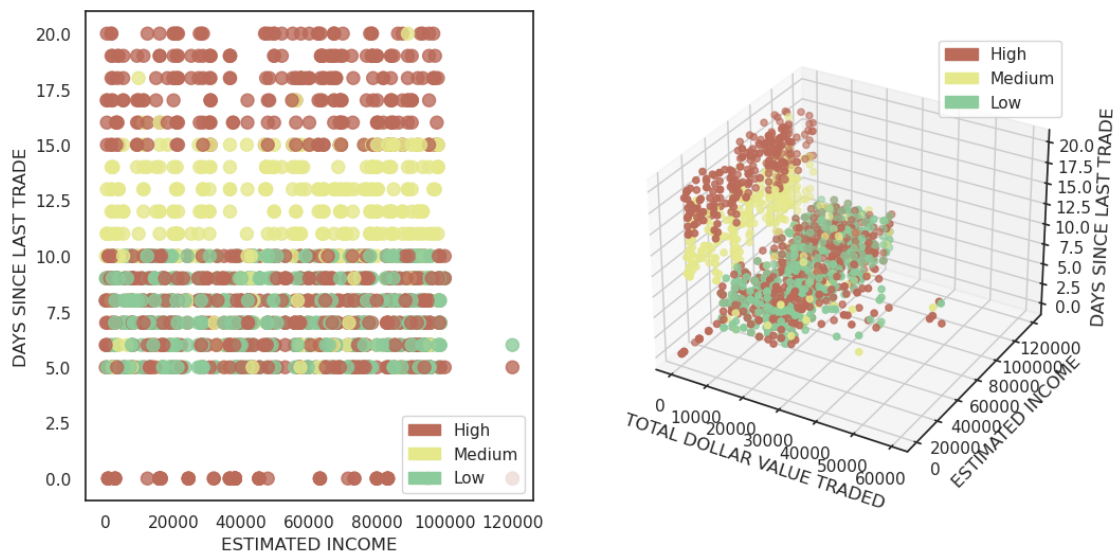 20.0
17.5
15.0
12.5
10.0
7.5
5.0
2.5
0.0
DAYS SINCE LAST TRADE
High
Medium
Low
0 20000 40000 60000 80000 100000 120000
ESTIMATED INCOME
High
Medium
Low
20.0
17.5
15.0
12.5
10.0
7.5
5.0
2.5
0.0
DAYS SINCE LAST TRADE
120000
100000
80000
60000
40000
20000
0
ESTIMATED INCOME
0
10000
20000
30000
40000
50000
60000
TOTAL DOLLAR VALUE TRADED